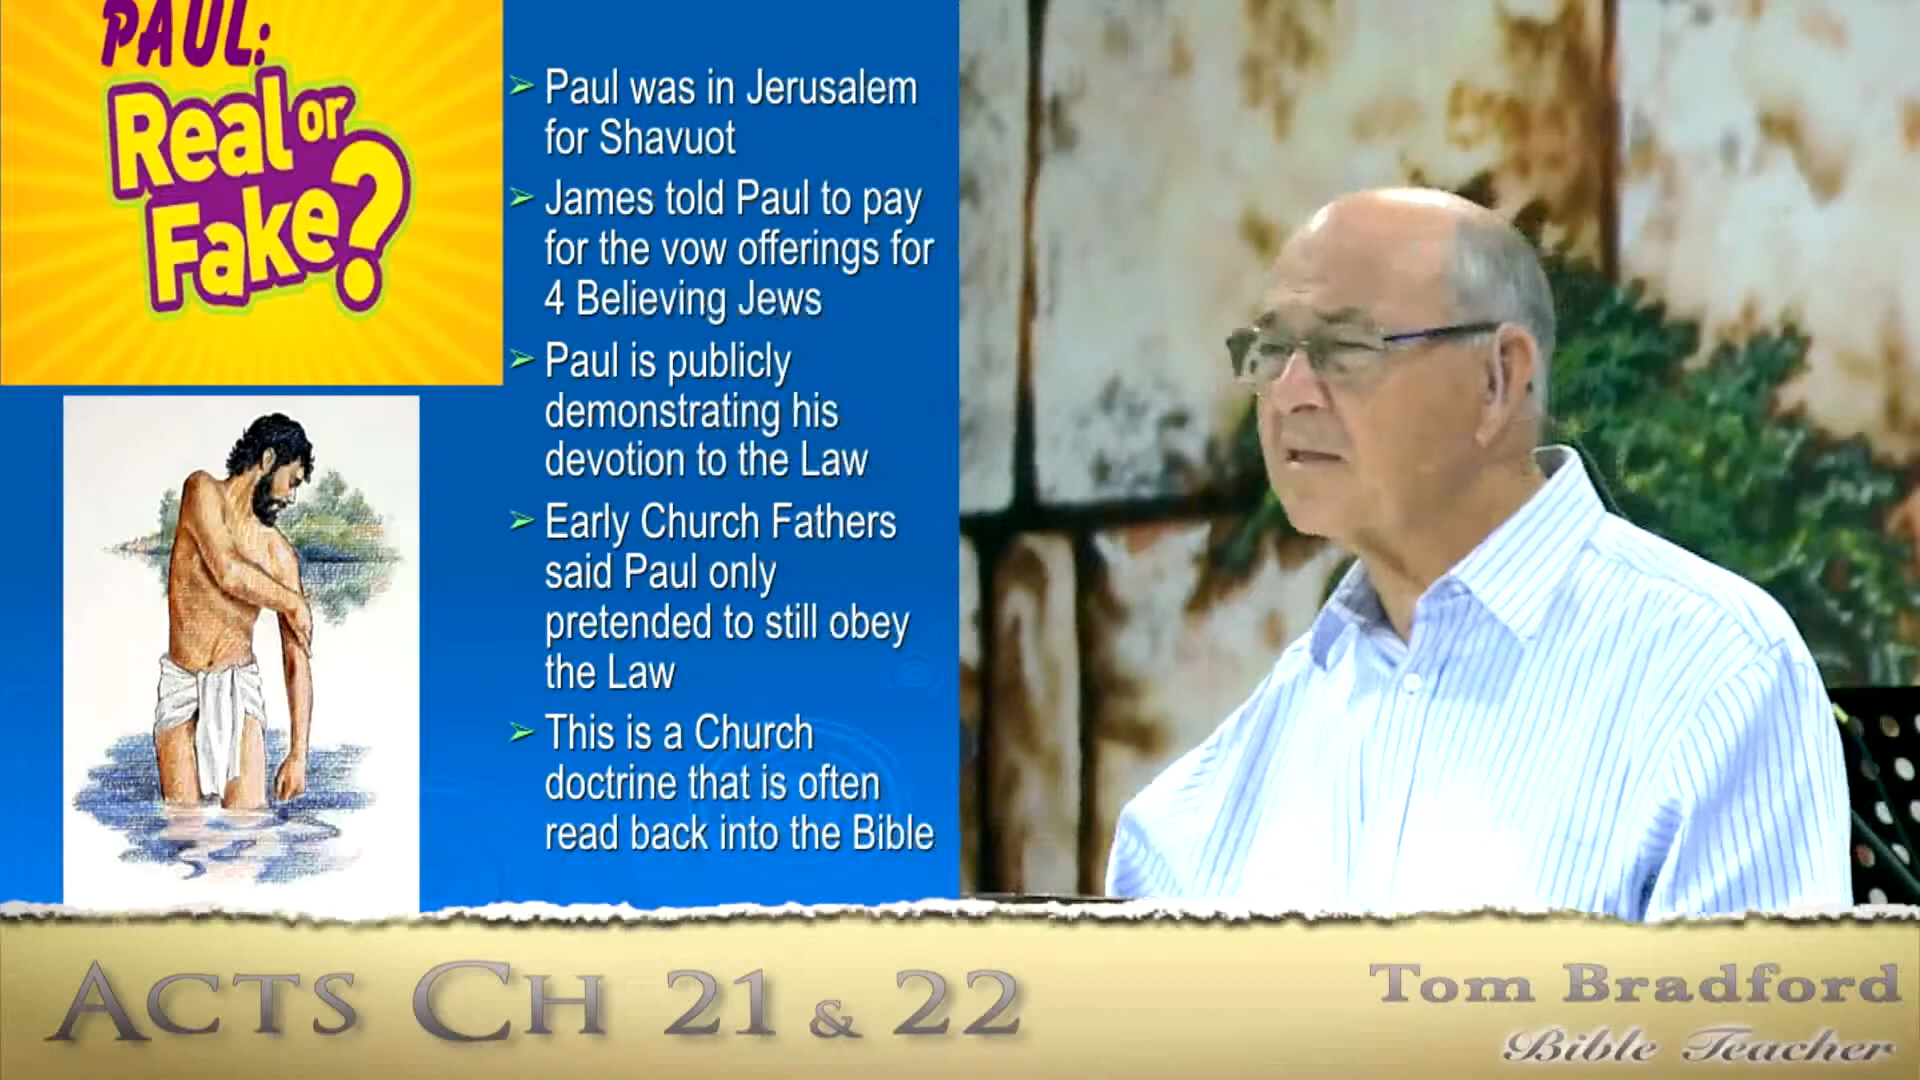 PAUL:
Real or
Fake?
➢ Paul was in Jerusalem
for Shavuot
➢ James told Paul to pay
for the vow offerings for
4 Believing Jews
➢ Paul is publicly
demonstrating his
devotion to the Law
➢ Early Church Fathers
said Paul only
pretended to still obey
the Law
➢ This is a Church
doctrine that is often
read back into the Bible
ACTS CH 21 & 22
Tom Bradford
Bible Teacher